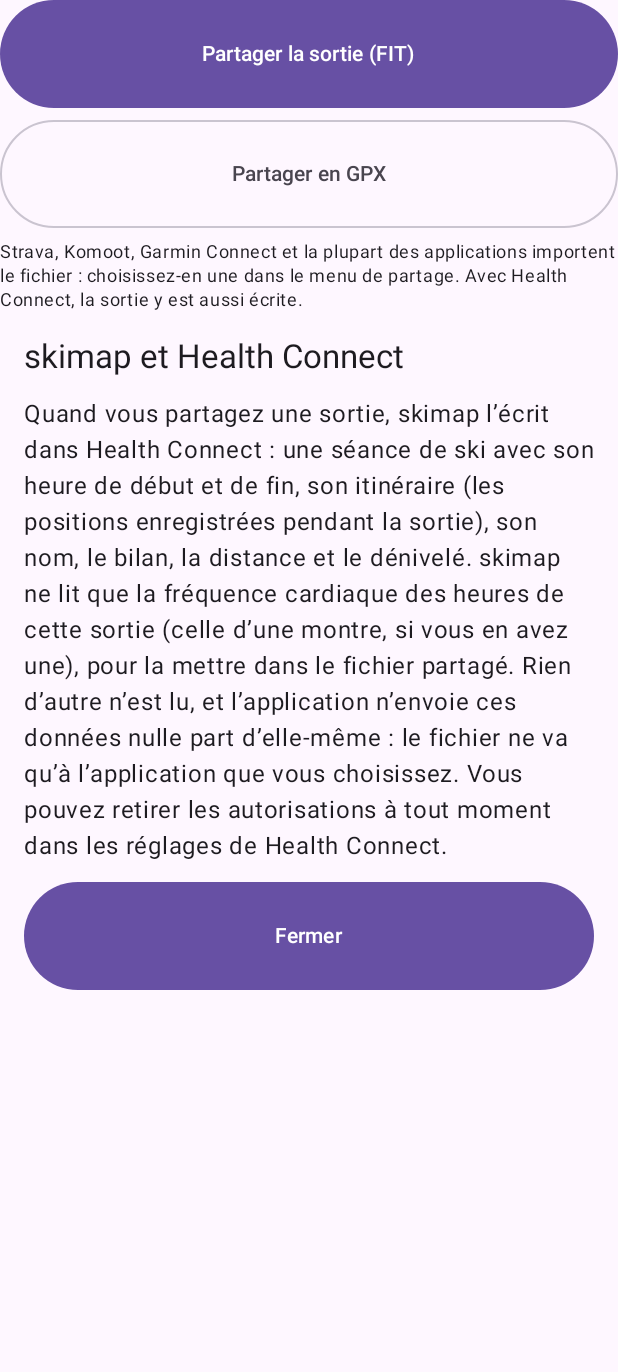 Partager la sortie (FIT)
Partager en GPX
Strava, Komoot, Garmin Connect et la plupart des applications importent
le fichier : choisissez-en une dans le menu de partage. Avec Health
Connect, la sortie y est aussi écrite.
skimap et Health Connect
Quand vous partagez une sortie, skimap l’écrit
dans Health Connect : une séance de ski avec son
heure de début et de fin, son itinéraire (les
positions enregistrées pendant la sortie), son
nom, le bilan, la distance et le dénivelé. skimap
ne lit que la fréquence cardiaque des heures de
cette sortie (celle d’une montre, si vous en avez
une), pour la mettre dans le fichier partagé. Rien
d’autre n’est lu, et l’application n’envoie ces
données nulle part d’elle-même : le fichier ne va
qu’à l’application que vous choisissez. Vous
pouvez retirer les autorisations à tout moment
dans les réglages de Health Connect.
Fermer